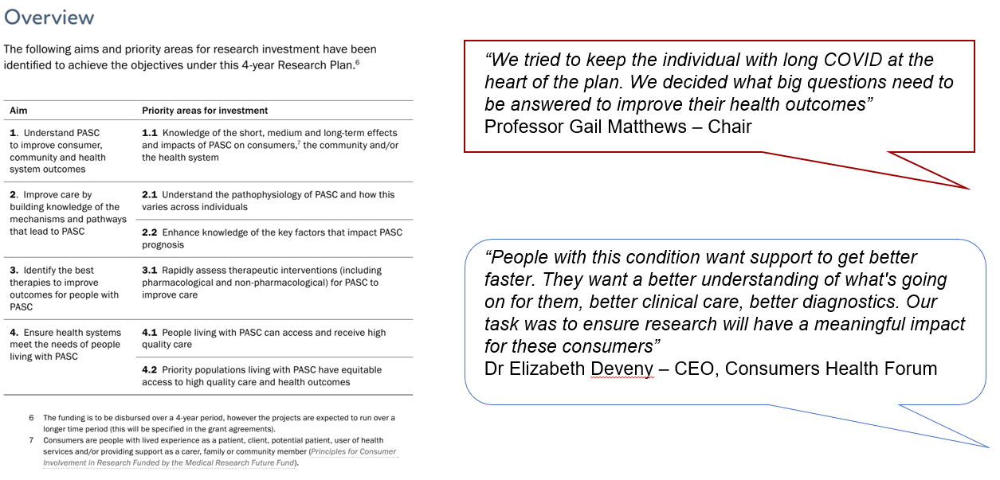 Overview
The following aims and priority areas for research investment have been
identified to achieve the objectives under this 4-year Research Plan.6
Aim
Priority areas for investment
1. Understand PASC
to improve consumer,
community and health
system outcomes
1.1 Knowledge of the short, medium and long-term effects
and impacts of PASC on consumers,7 the community and/or
the health system
2. Improve care by
building knowledge of the
mechanisms and pathways
that lead to PASC
2.1 Understand the pathophysiology of PASC and how this
varies across individuals
2.2 Enhance knowledge of the key factors that impact PASC
prognosis
3. Identify the best
therapies to improve
outcomes for people with
PASC
3.1 Rapidly assess therapeutic interventions (including
pharmacological and non-pharmacological) for PASC to
improve care
4. Ensure health systems
meet the needs of people
living with PASC
4.1 People living with PASC can access and receive high
quality care
4.2 Priority populations living with PASC have equitable
access to high quality care and health outcomes
6 The funding is to be disbursed over a 4-year period, however the projects are expected to run over a
longer time period (this will be specified in the grant agreements).
7 Consumers are people with lived experience as a patient, client, potential patient, user of health
services and/or providing support as a carer, family or community member (Principles for Consumer
Involvement in Research Funded by the Medical Research Future Fund).
“We tried to keep the individual with long COVID at the
heart of the plan. We decided what big questions need to
be answered to improve their health outcomes”
Professor Gail Matthews – Chair
“People with this condition want support to get better
faster. They want a better understanding of what's going
on for them, better clinical care, better diagnostics. Our
task was to ensure research will have a meaningful impact
for these consumers”
Dr Elizabeth Deveny – CEO, Consumers Health Forum